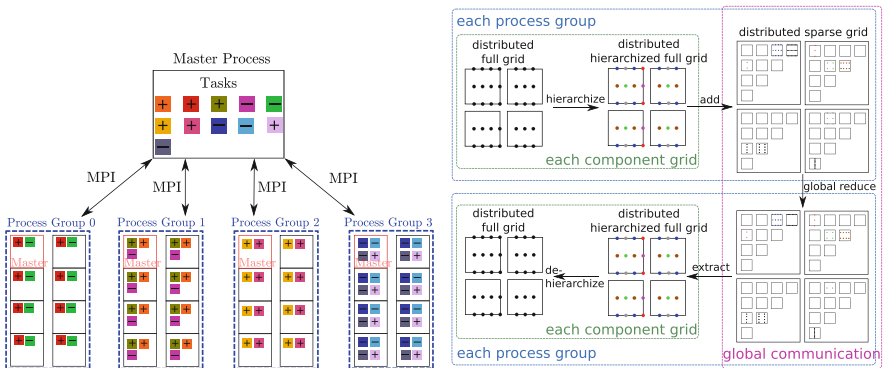 Master Process
Tasks
+ + + − −
+ + − − +
−
MPI
MPI
MPI
MPI
Process Group 0
Process Group 1
Process Group 2
Process Group 3
Master
Master
Master
Master
each process group
distributed
full grid
distributed
hierarchized full grid
hierarchize
each component grid
add
distributed sparse grid
global reduce
distributed
full grid
distributed
hierarchized full grid
de-
hierarchize
extract
each component grid
each process group
global communication